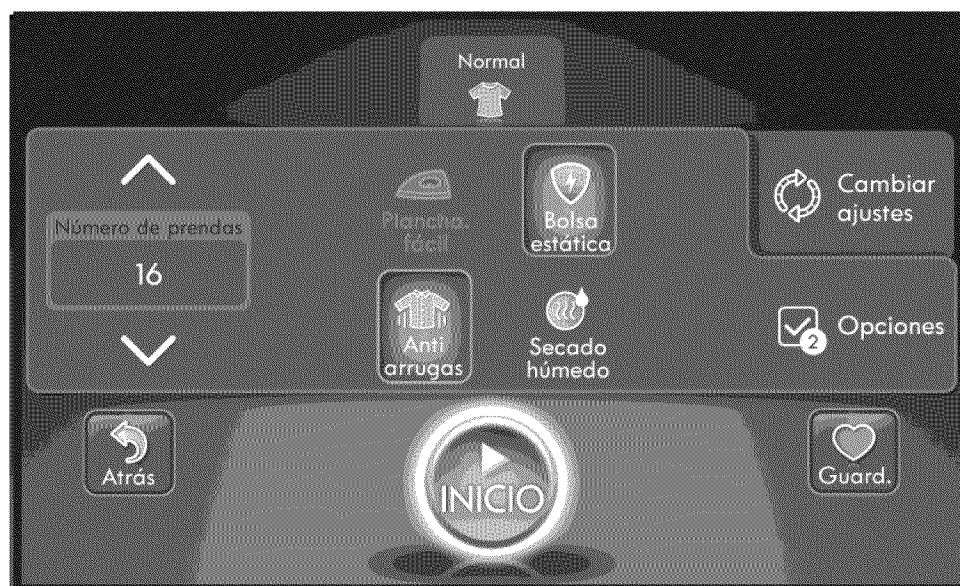 Normal
Número de prendas
16
Plancha
fácil
Bolsa
estática
Anti
arrugas
Secado
húmedo
Cambiar
ajustes
2
Opciones
Atrás
INICIO
Guard.